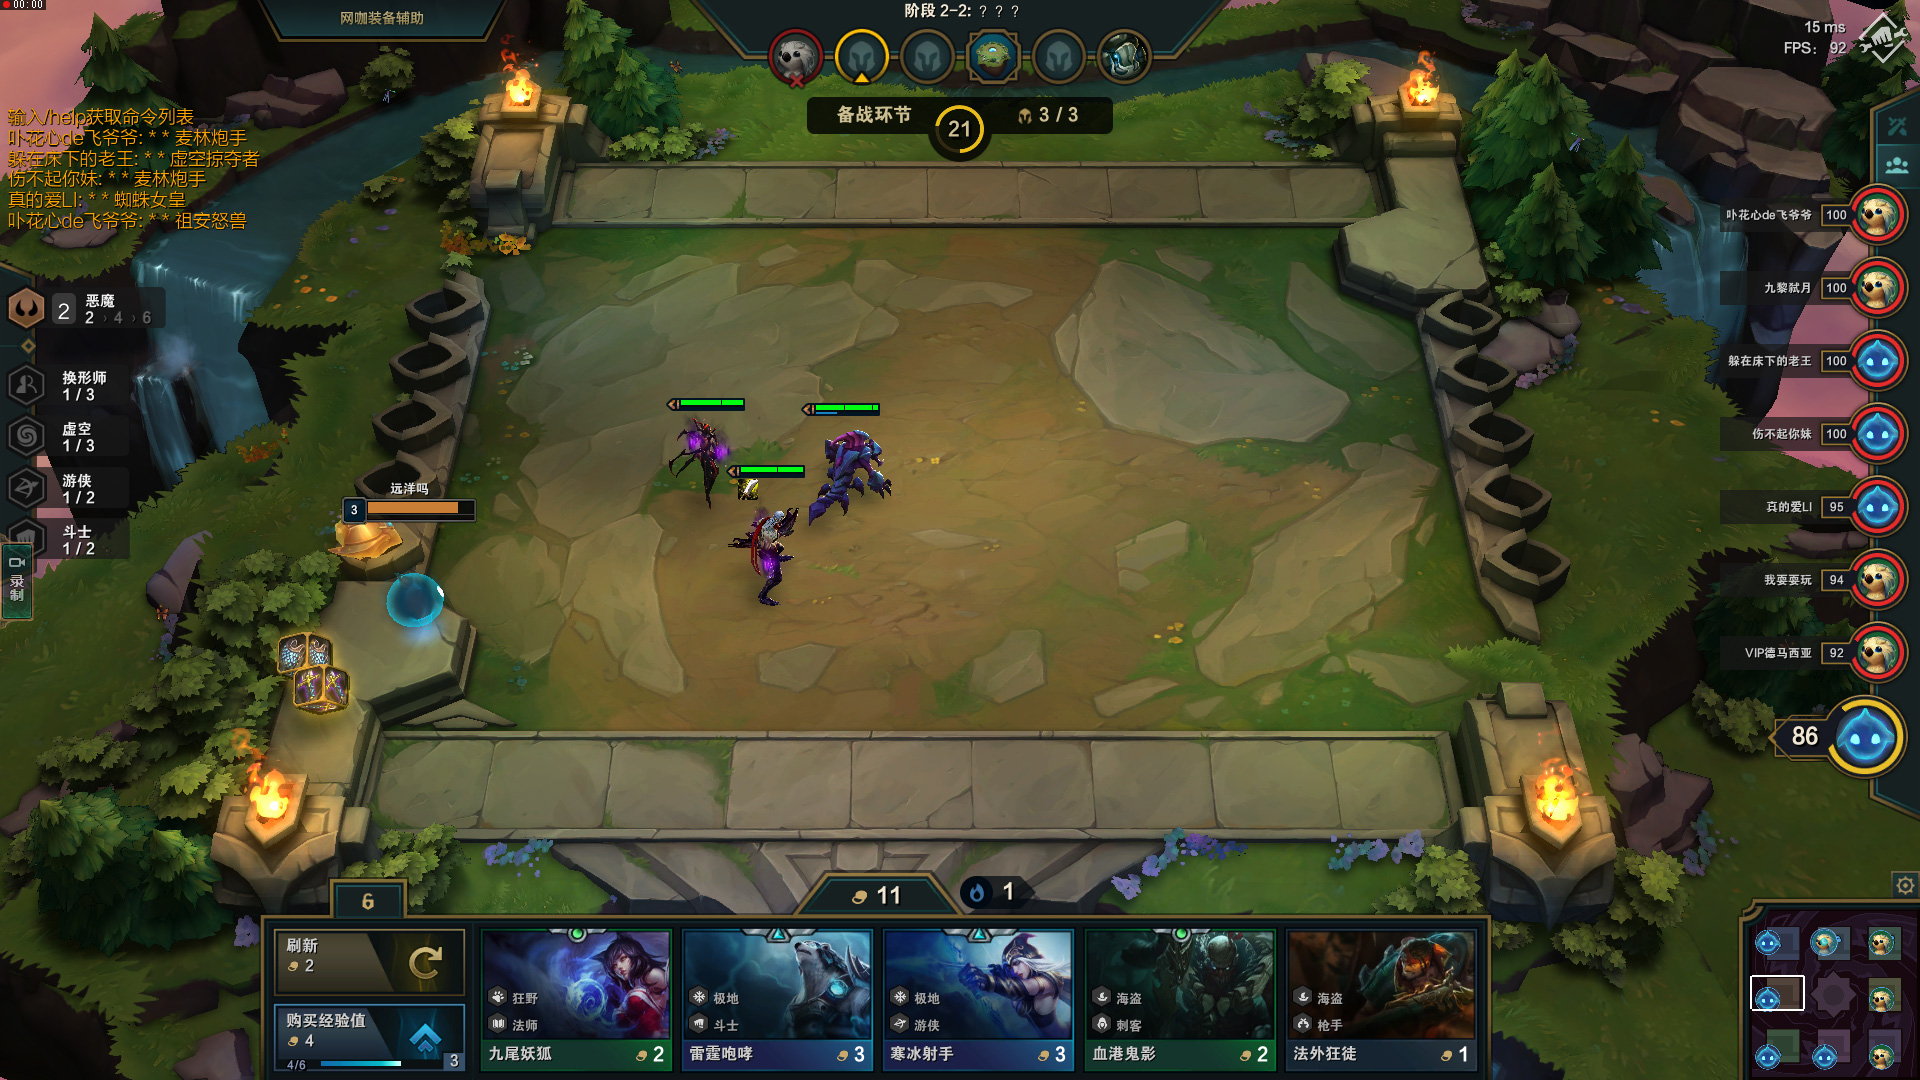 00:00
网咖装备辅助
阶段 2-2: ? ? ?
15 ms
FPS: 92
备战环节
21
3 / 3
输入/help获取命令列表
卟花心de飞爷爷: * * 麦林炮手
躲在床下的老王: * * 虚空掠夺者
伤不起你妹: * * 麦林炮手
真的爱LI: * * 蜘蛛女皇
卟花心de飞爷爷: * * 祖安怒兽
2
恶魔
2 › 4 › 6
换形师
1 / 3
虚空
1 / 3
游侠
1 / 2
斗士
1 / 2
录制
远洋吗
3
卟花心de飞爷爷 100
九黎弑月 100
躲在床下的老王 100
伤不起你妹 100
真的爱LI 95
我耍耍玩 94
VIP德马西亚 92
86
6
11
1
刷新
2
购买经验值
4
4/6
3
狂野
法师
九尾妖狐 2
极地
斗士
雷霆咆哮 3
极地
游侠
寒冰射手 3
海盗
刺客
血港鬼影 2
海盗
枪手
法外狂徒 1